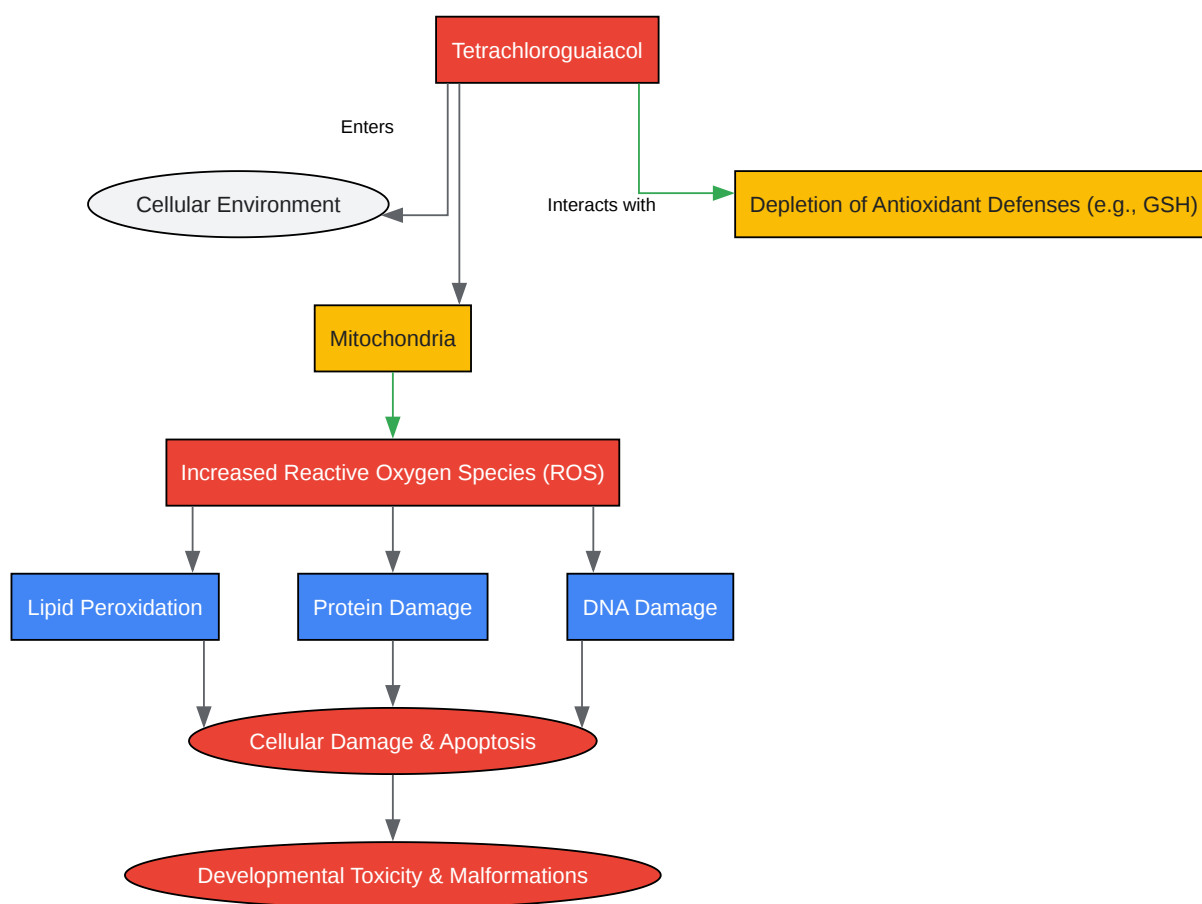 Tetrachloroguaiacol
Enters
Cellular Environment
Interacts with
Depletion of Antioxidant Defenses (e.g., GSH)
Mitochondria
Increased Reactive Oxygen Species (ROS)
Lipid Peroxidation
Protein Damage
DNA Damage
Cellular Damage & Apoptosis
Developmental Toxicity & Malformations